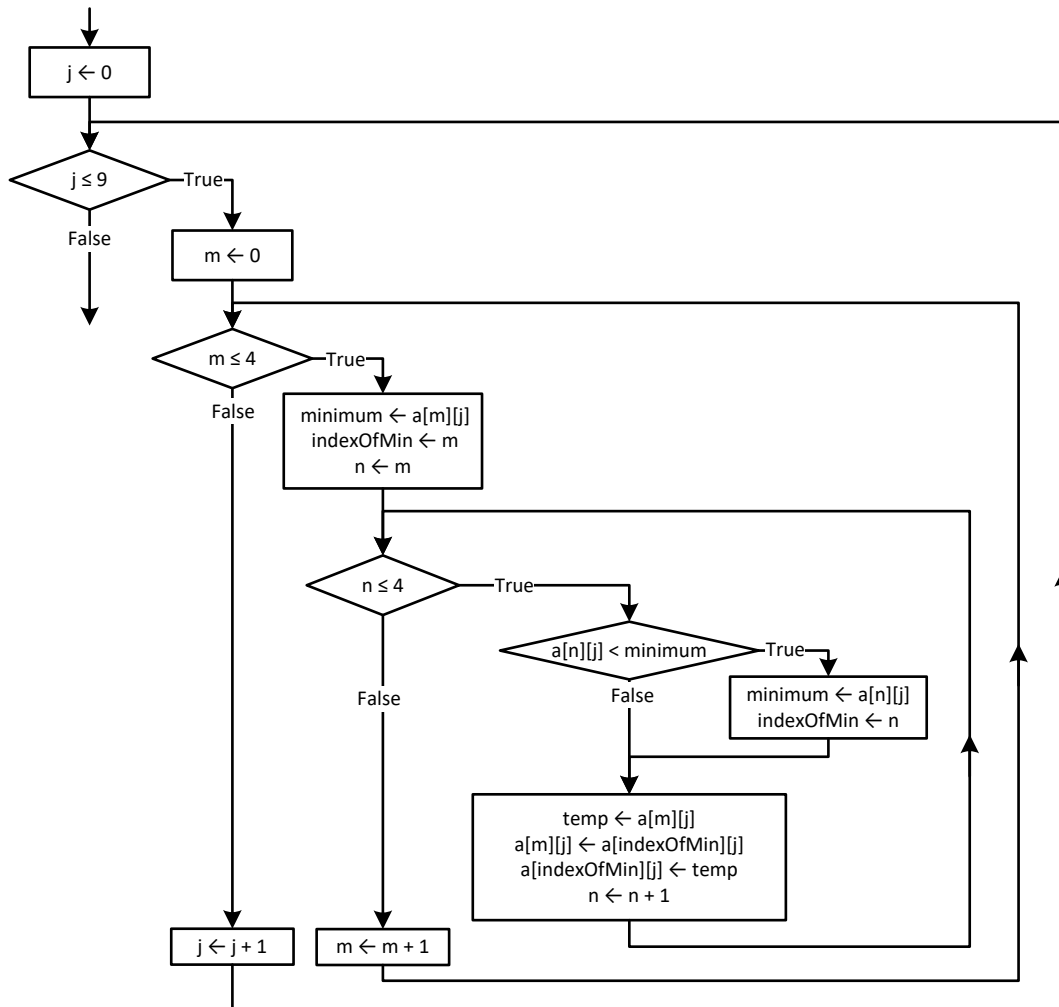 j ← 0
j ≤ 9
True
False
m ← 0
m ≤ 4
True
False
minimum ← a[m][j]
indexOfMin ← m
n ← m
n ≤ 4
True
a[n][j] < minimum
True
False
False
minimum ← a[n][j]
indexOfMin ← n
temp ← a[m][j]
a[m][j] ← a[indexOfMin][j]
a[indexOfMin][j] ← temp
n ← n + 1
j ← j + 1
m ← m + 1